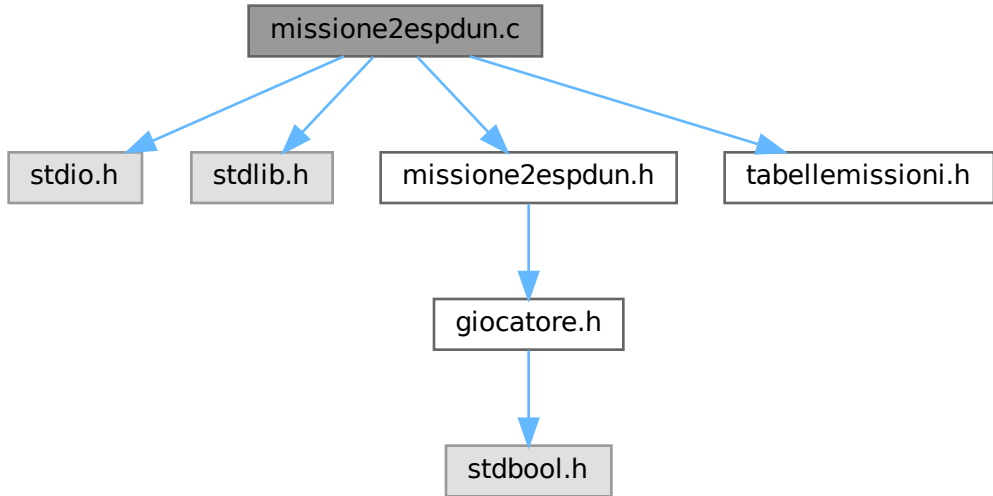 missione2espdun.c
stdio.h
stdlib.h
missione2espdun.h
tabellemissioni.h
giocatore.h
stdbool.h